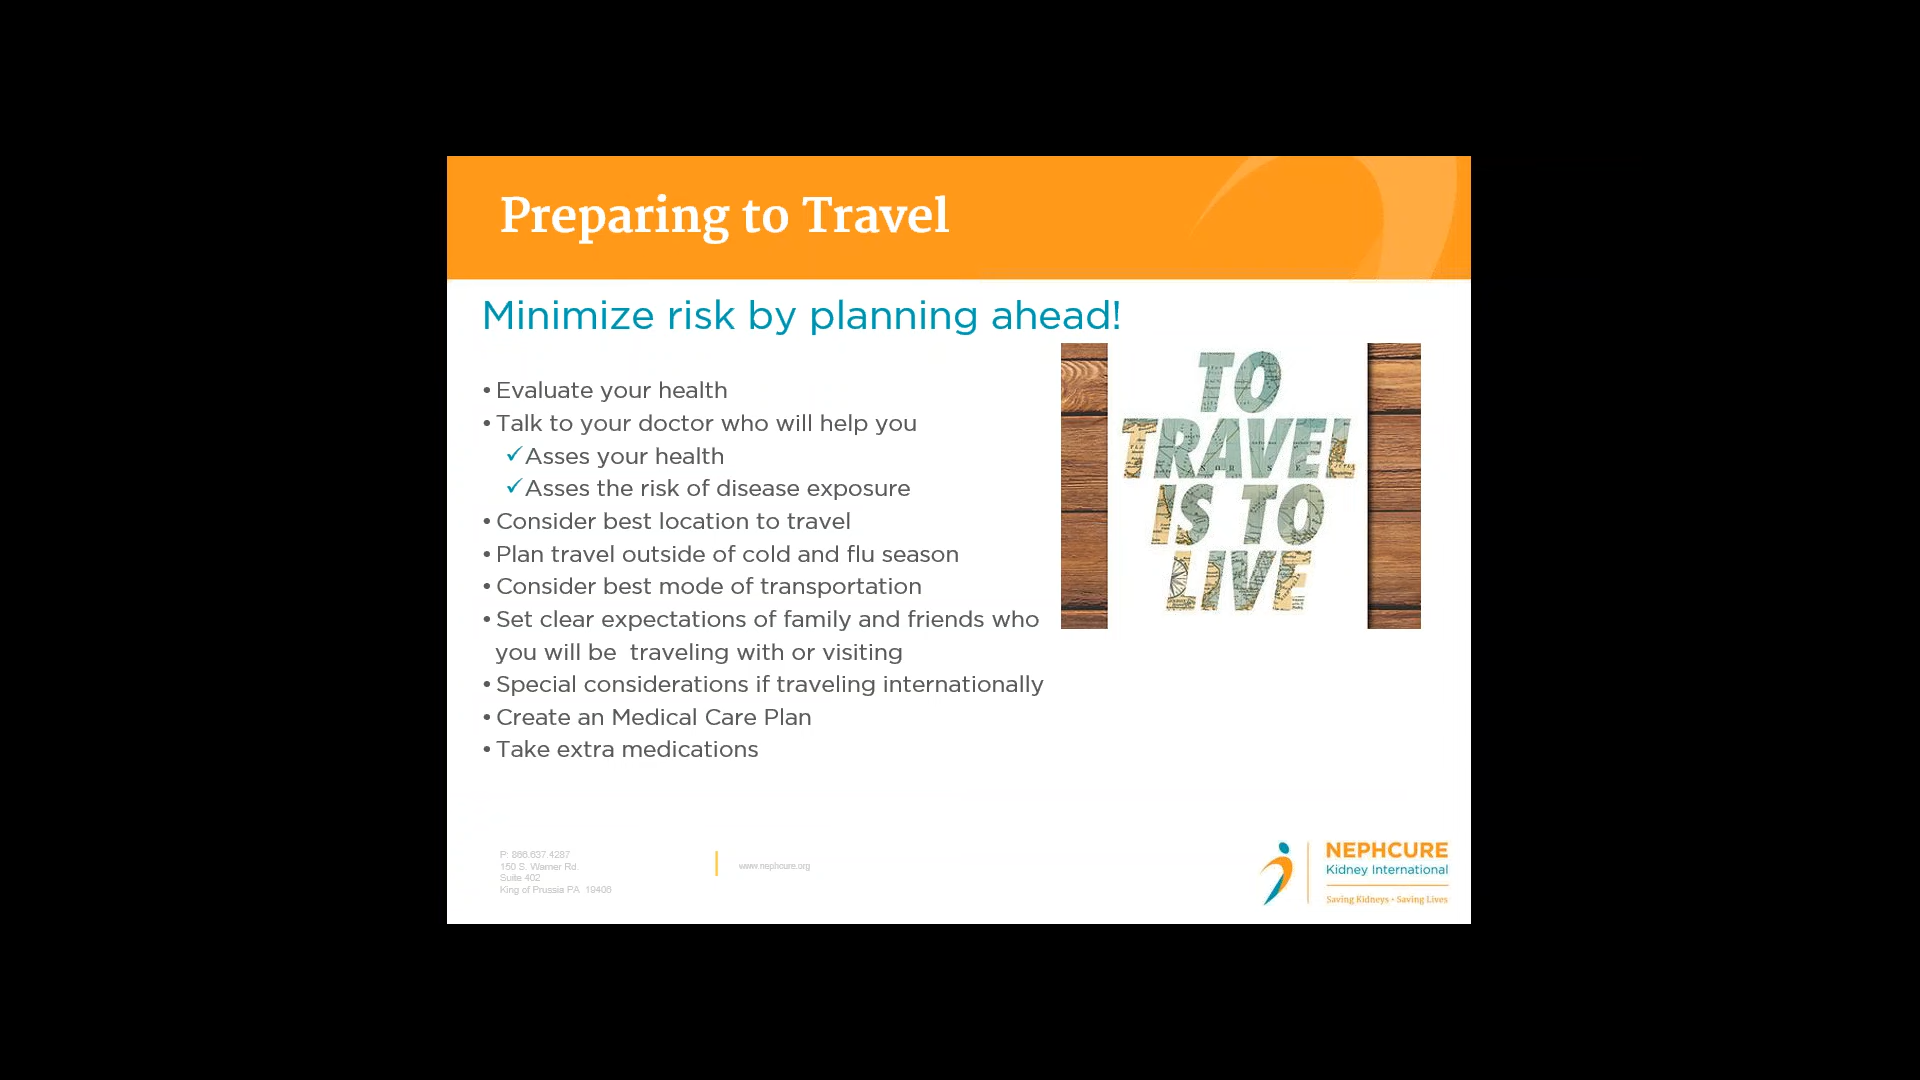 Preparing to Travel
Minimize risk by planning ahead!
• Evaluate your health
• Talk to your doctor who will help you
✓Asses your health
✓Asses the risk of disease exposure
• Consider best location to travel
• Plan travel outside of cold and flu season
• Consider best mode of transportation
• Set clear expectations of family and friends who
you will be  traveling with or visiting
• Special considerations if traveling internationally
• Create an Medical Care Plan
• Take extra medications
TO
TRAVEL
IS TO
LIVE
P: 866.637.4287
150 S. Warner Rd.
Suite 402
King of Prussia PA  19406
www.nephcure.org
NEPHCURE
Kidney International
Saving Kidneys • Saving Lives